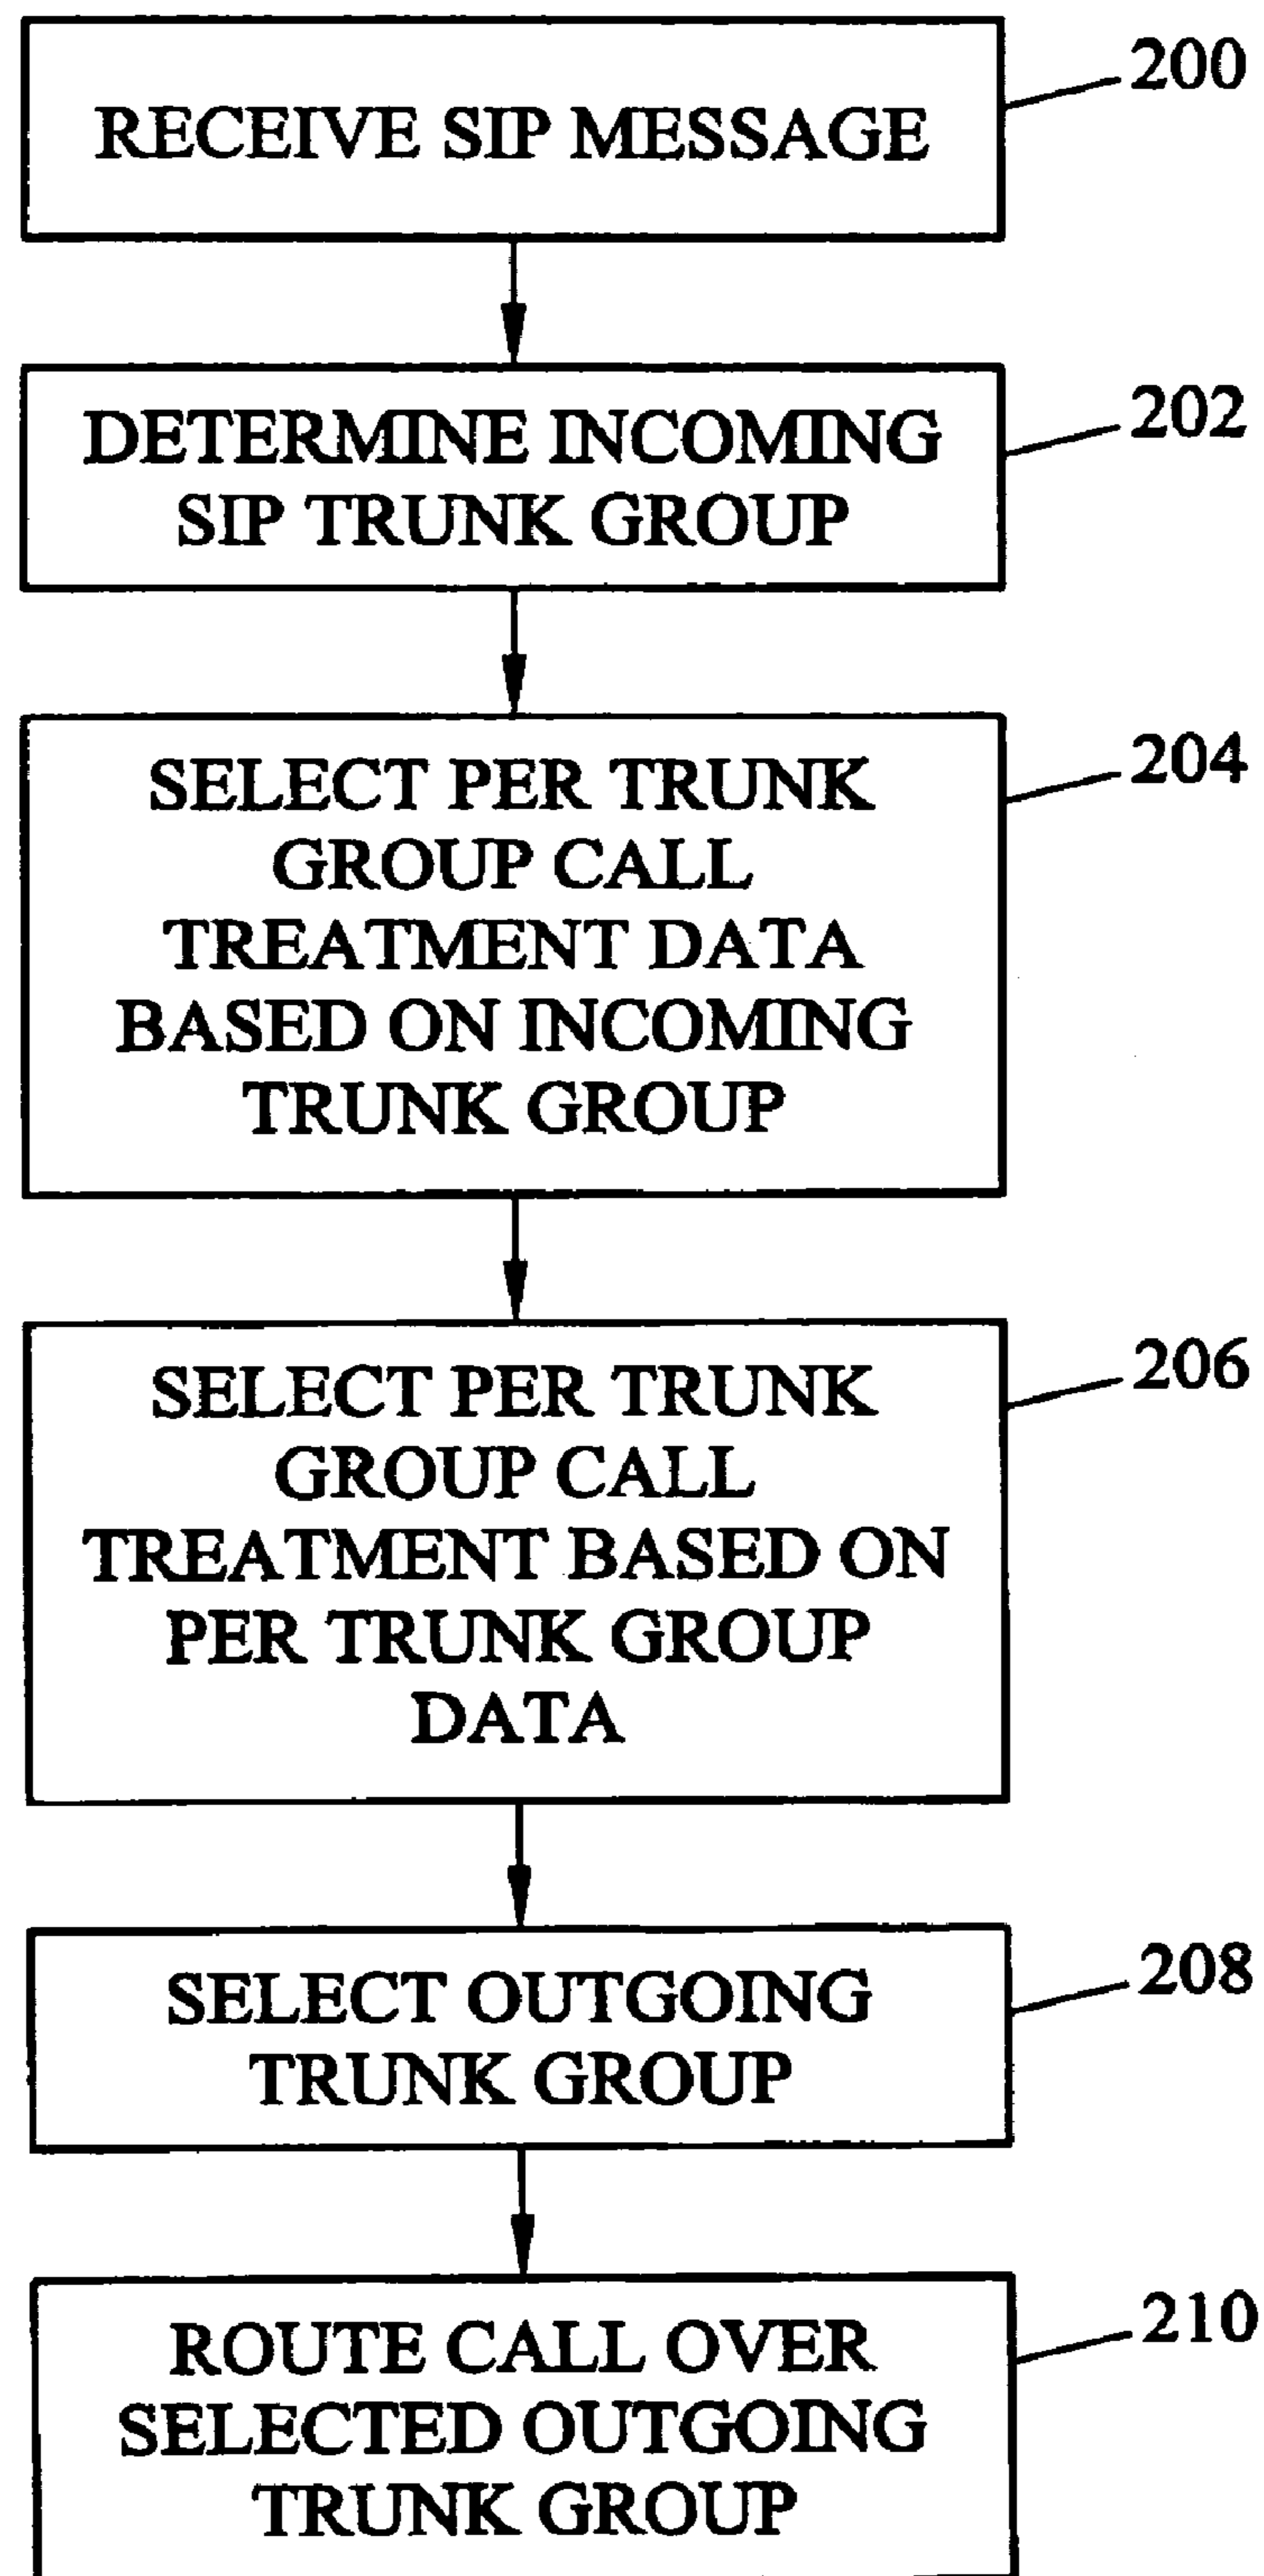 RECEIVE SIP MESSAGE
200
DETERMINE INCOMING
SIP TRUNK GROUP
202
SELECT PER TRUNK
GROUP CALL
TREATMENT DATA
BASED ON INCOMING
TRUNK GROUP
204
SELECT PER TRUNK
GROUP CALL
TREATMENT BASED ON
PER TRUNK GROUP
DATA
206
SELECT OUTGOING
TRUNK GROUP
208
ROUTE CALL OVER
SELECTED OUTGOING
TRUNK GROUP
210